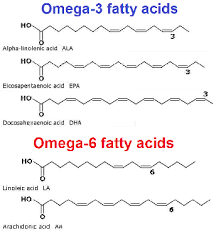 Omega-3 fatty acids
HO
O
3
Alpha-linolenic acid ALA
HO
O
3
Eicosapentaenoic acid EPA
HO
O
3
Docosahexaenoic acid DHA
Omega-6 fatty acids
HO
O
6
Linoleic acid LA
HO
O
6
Arachidonic acid AA